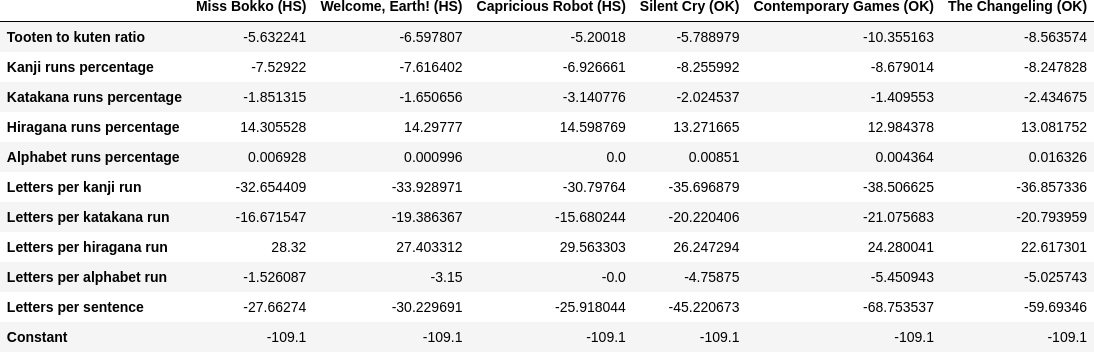 Miss Bokko (HS) Welcome, Earth! (HS) Capricious Robot (HS) Silent Cry (OK) Contemporary Games (OK) The Changeling (OK)
Tooten to kuten ratio -5.632241 -6.597807 -5.20018 -5.788979 -10.355163 -8.563574
Kanji runs percentage -7.52922 -7.616402 -6.926661 -8.255992 -8.679014 -8.247828
Katakana runs percentage -1.851315 -1.650656 -3.140776 -2.024537 -1.409553 -2.434675
Hiragana runs percentage 14.305528 14.29777 14.598769 13.271665 12.984378 13.081752
Alphabet runs percentage 0.006928 0.000996 0.0 0.00851 0.004364 0.016326
Letters per kanji run -32.654409 -33.928971 -30.79764 -35.696879 -38.506625 -36.857336
Letters per katakana run -16.671547 -19.386367 -15.680244 -20.220406 -21.075683 -20.793959
Letters per hiragana run 28.32 27.403312 29.563303 26.247294 24.280041 22.617301
Letters per alphabet run -1.526087 -3.15 -0.0 -4.75875 -5.450943 -5.025743
Letters per sentence -27.66274 -30.229691 -25.918044 -45.220673 -68.753537 -59.69346
Constant -109.1 -109.1 -109.1 -109.1 -109.1 -109.1